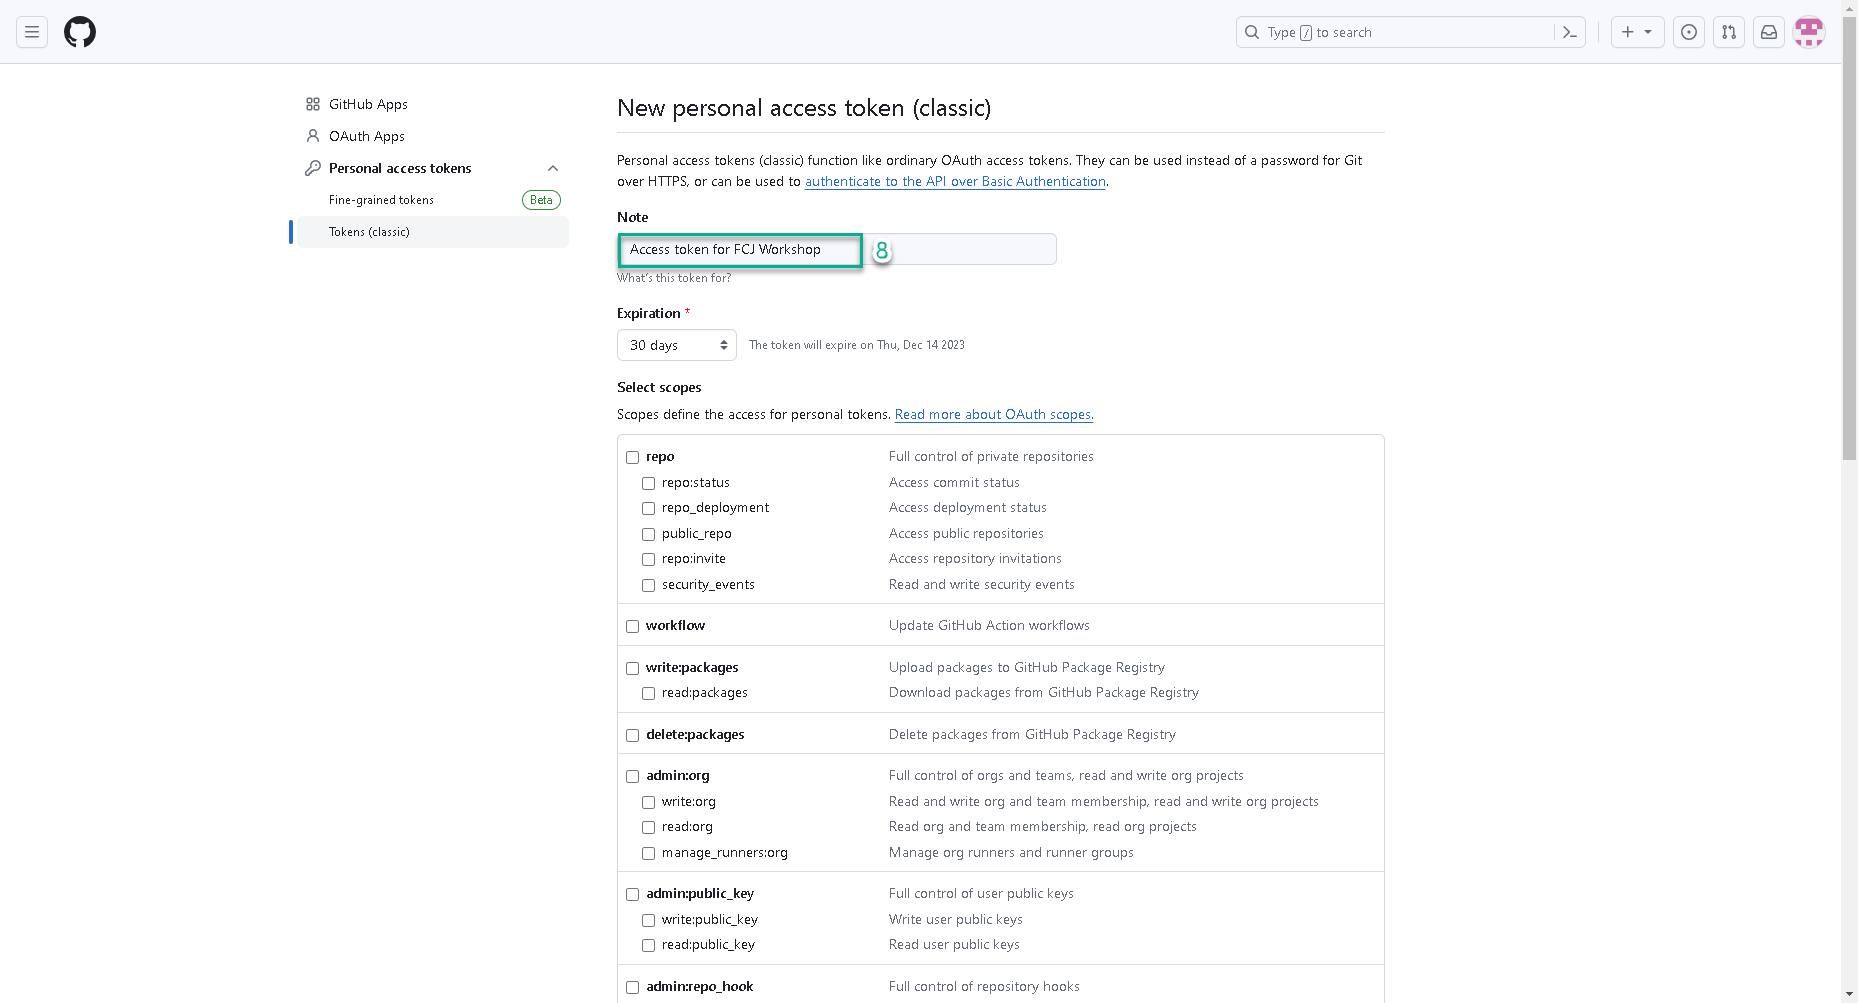 Type / to search
GitHub Apps
OAuth Apps
Personal access tokens
Fine-grained tokens Beta
Tokens (classic)
New personal access token (classic)
Personal access tokens (classic) function like ordinary OAuth access tokens. They can be used instead of a password for Git
over HTTPS, or can be used to authenticate to the API over Basic Authentication.
Note
Access token for FCJ Workshop 8
What's this token for?
Expiration *
30 days The token will expire on Thu, Dec 14 2023
Select scopes
Scopes define the access for personal tokens. Read more about OAuth scopes.
repo Full control of private repositories
repo:status Access commit status
repo_deployment Access deployment status
public_repo Access public repositories
repo:invite Access repository invitations
security_events Read and write security events
workflow Update GitHub Action workflows
write:packages Upload packages to GitHub Package Registry
read:packages Download packages from GitHub Package Registry
delete:packages Delete packages from GitHub Package Registry
admin:org Full control of orgs and teams, read and write org projects
write:org Read and write org and team membership, read and write org projects
read:org Read org and team membership, read org projects
manage_runners:org Manage org runners and runner groups
admin:public_key Full control of user public keys
write:public_key Write user public keys
read:public_key Read user public keys
admin:repo_hook Full control of repository hooks